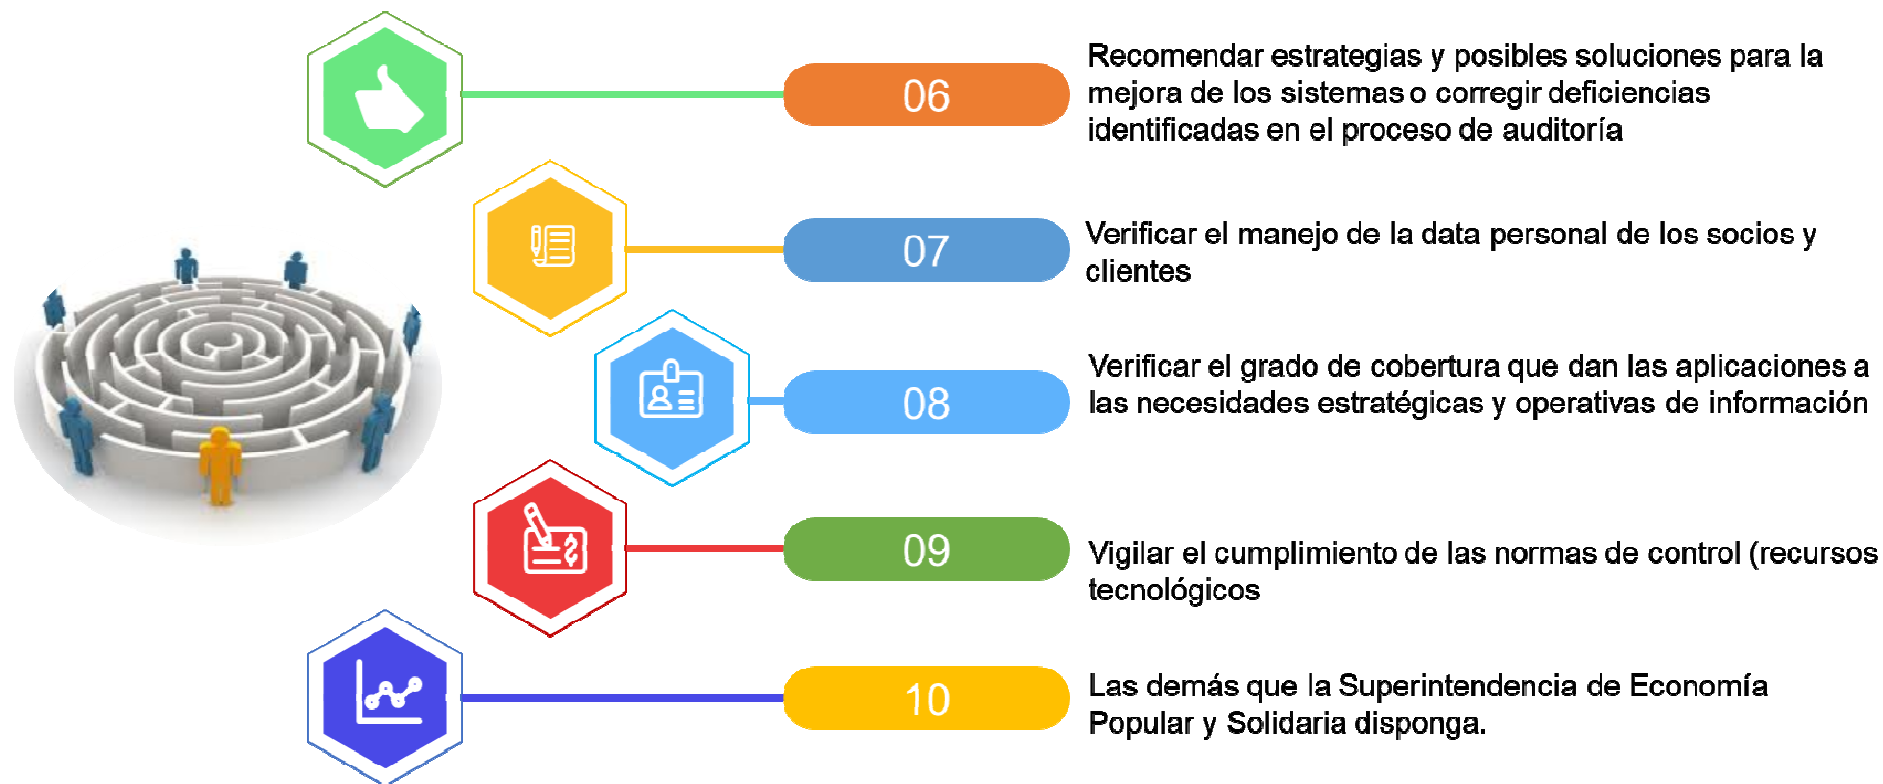 06
Recomendar estrategias y posibles soluciones para la
mejora de los sistemas o corregir deficiencias
identificadas en el proceso de auditoría
07
Verificar el manejo de la data personal de los socios y
clientes
08
Verificar el grado de cobertura que dan las aplicaciones a
las necesidades estratégicas y operativas de información
09
Vigilar el cumplimiento de las normas de control (recursos
tecnológicos
10
Las demás que la Superintendencia de Economía
Popular y Solidaria disponga.